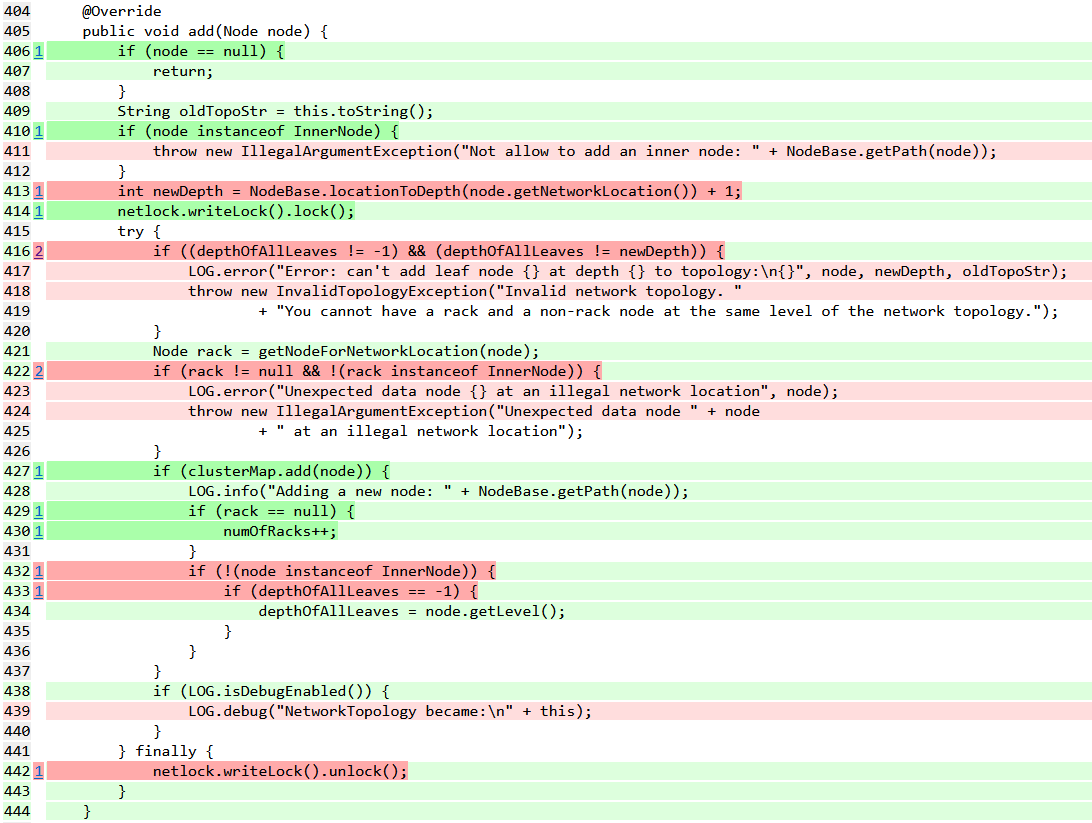 404 @Override
405 public void add(Node node) {
406 1 if (node == null) {
407 return;
408 }
409 String oldTopoStr = this.toString();
410 1 if (node instanceof InnerNode) {
411 throw new IllegalArgumentException("Not allow to add an inner node: " + NodeBase.getPath(node));
412 }
413 1 int newDepth = NodeBase.locationToDepth(node.getNetworkLocation()) + 1;
414 1 netlock.writeLock().lock();
415 try {
416 2 if ((depthOfAllLeaves != -1) && (depthOfAllLeaves != newDepth)) {
417 LOG.error("Error: can't add leaf node {} at depth {} to topology:\n{}", node, newDepth, oldTopoStr);
418 throw new InvalidTopologyException("Invalid network topology. "
419 + "You cannot have a rack and a non-rack node at the same level of the network topology.");
420 }
421 Node rack = getNodeForNetworkLocation(node);
422 2 if (rack != null && !(rack instanceof InnerNode)) {
423 LOG.error("Unexpected data node {} at an illegal network location", node);
424 throw new IllegalArgumentException("Unexpected data node " + node
425 + " at an illegal network location");
426 }
427 1 if (clusterMap.add(node)) {
428 LOG.info("Adding a new node: " + NodeBase.getPath(node));
429 1 if (rack == null) {
430 1 numOfRacks++;
431 }
432 1 if (!(node instanceof InnerNode)) {
433 1 if (depthOfAllLeaves == -1) {
434 depthOfAllLeaves = node.getLevel();
435 }
436 }
437 }
438 if (LOG.isDebugEnabled()) {
439 LOG.debug("NetworkTopology became:\n" + this);
440 }
441 } finally {
442 1 netlock.writeLock().unlock();
443 }
444 }